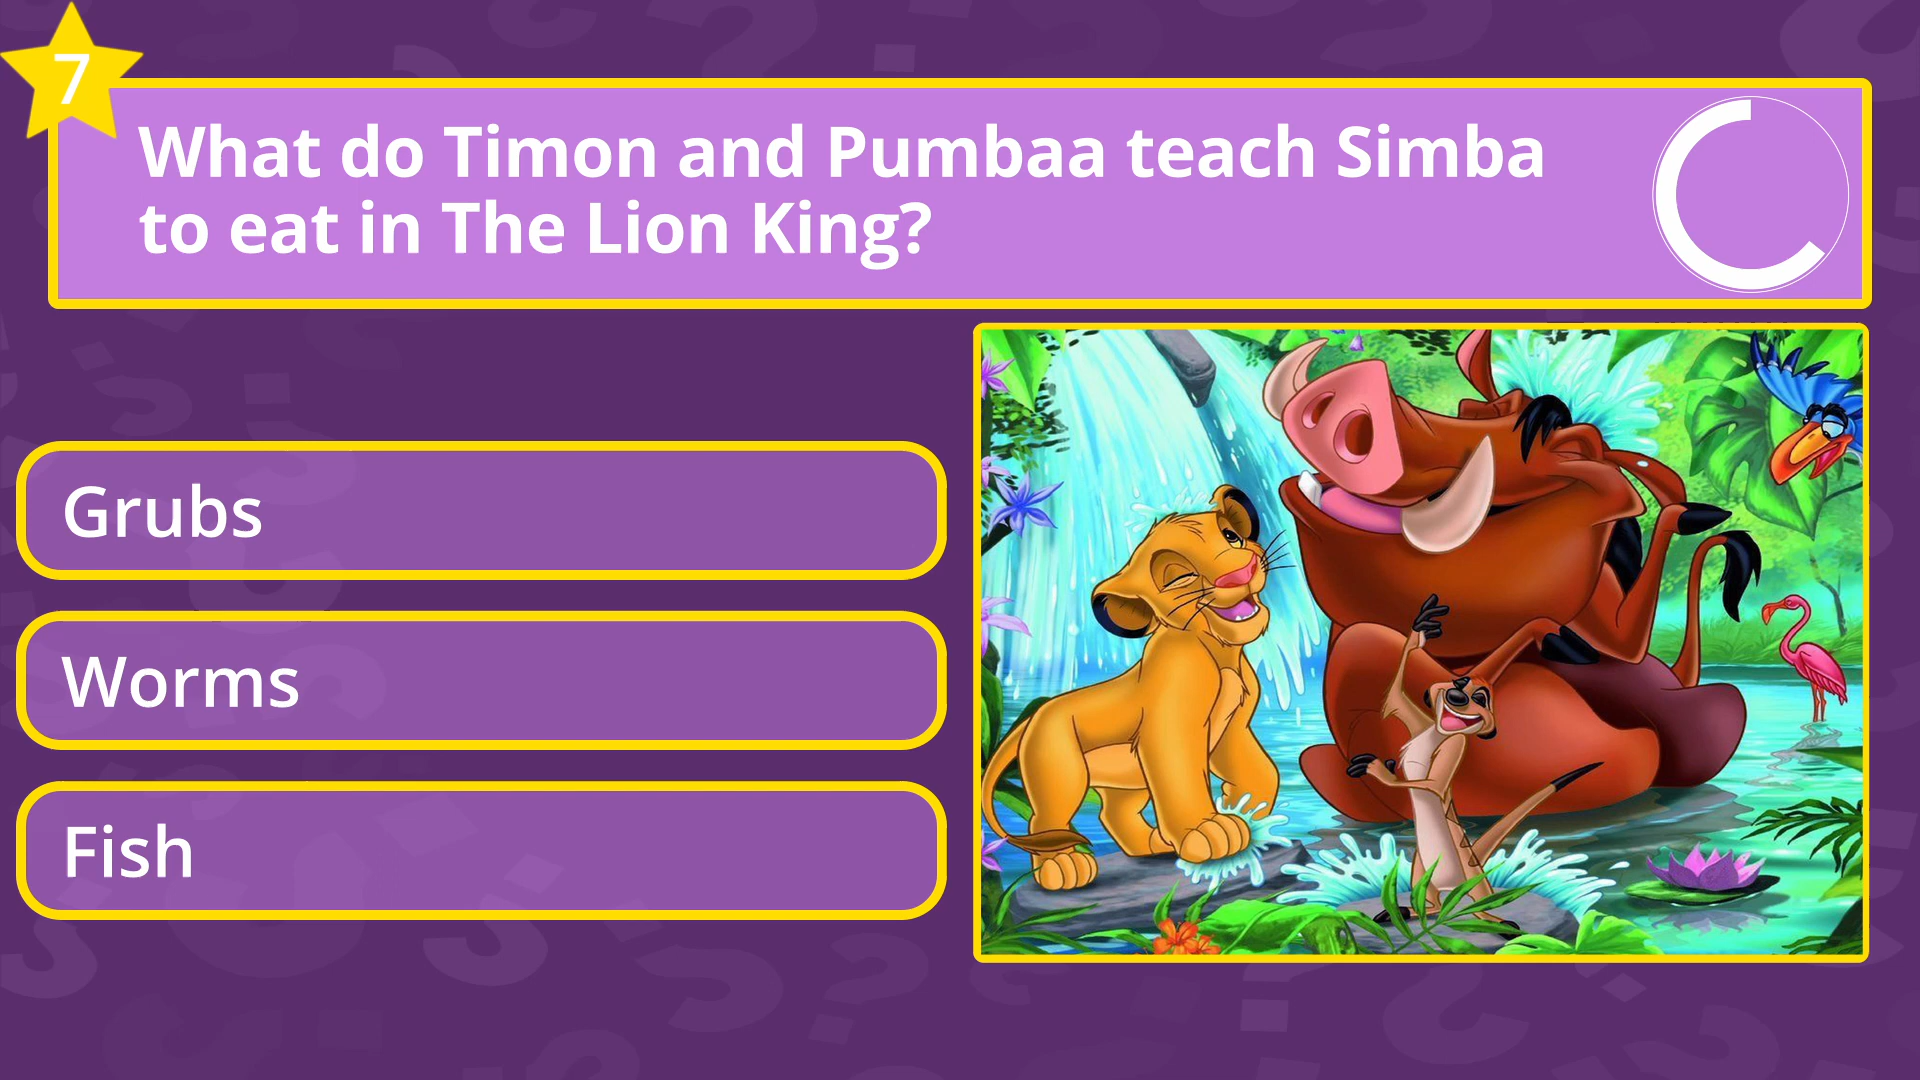 7
What do Timon and Pumbaa teach Simba
to eat in The Lion King?
Grubs
Worms
Fish